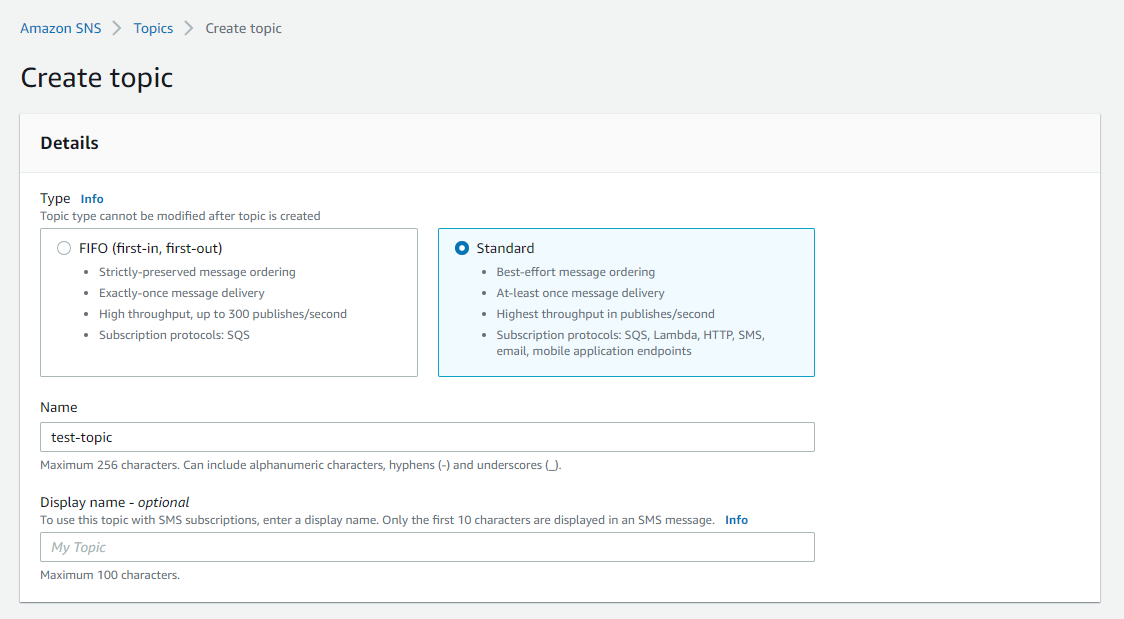 Amazon SNS > Topics > Create topic
Create topic
Details
Type Info
Topic type cannot be modified after topic is created
FIFO (first-in, first-out)
• Strictly-preserved message ordering
• Exactly-once message delivery
• High throughput, up to 300 publishes/second
• Subscription protocols: SQS
Standard
• Best-effort message ordering
• At-least once message delivery
• Highest throughput in publishes/second
• Subscription protocols: SQS, Lambda, HTTP, SMS,
email, mobile application endpoints
Name
test-topic
Maximum 256 characters. Can include alphanumeric characters, hyphens (-) and underscores (_).
Display name - optional
To use this topic with SMS subscriptions, enter a display name. Only the first 10 characters are displayed in an SMS message. Info
My Topic
Maximum 100 characters.